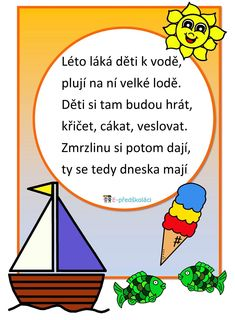 Léto láká děti k vodě,
plují na ní velké lodě.
Děti si tam budou hrát,
křičet, cákat, veslovat.
Zmrzlinu si potom dají,
ty se tedy dneska mají
E-předškoláci